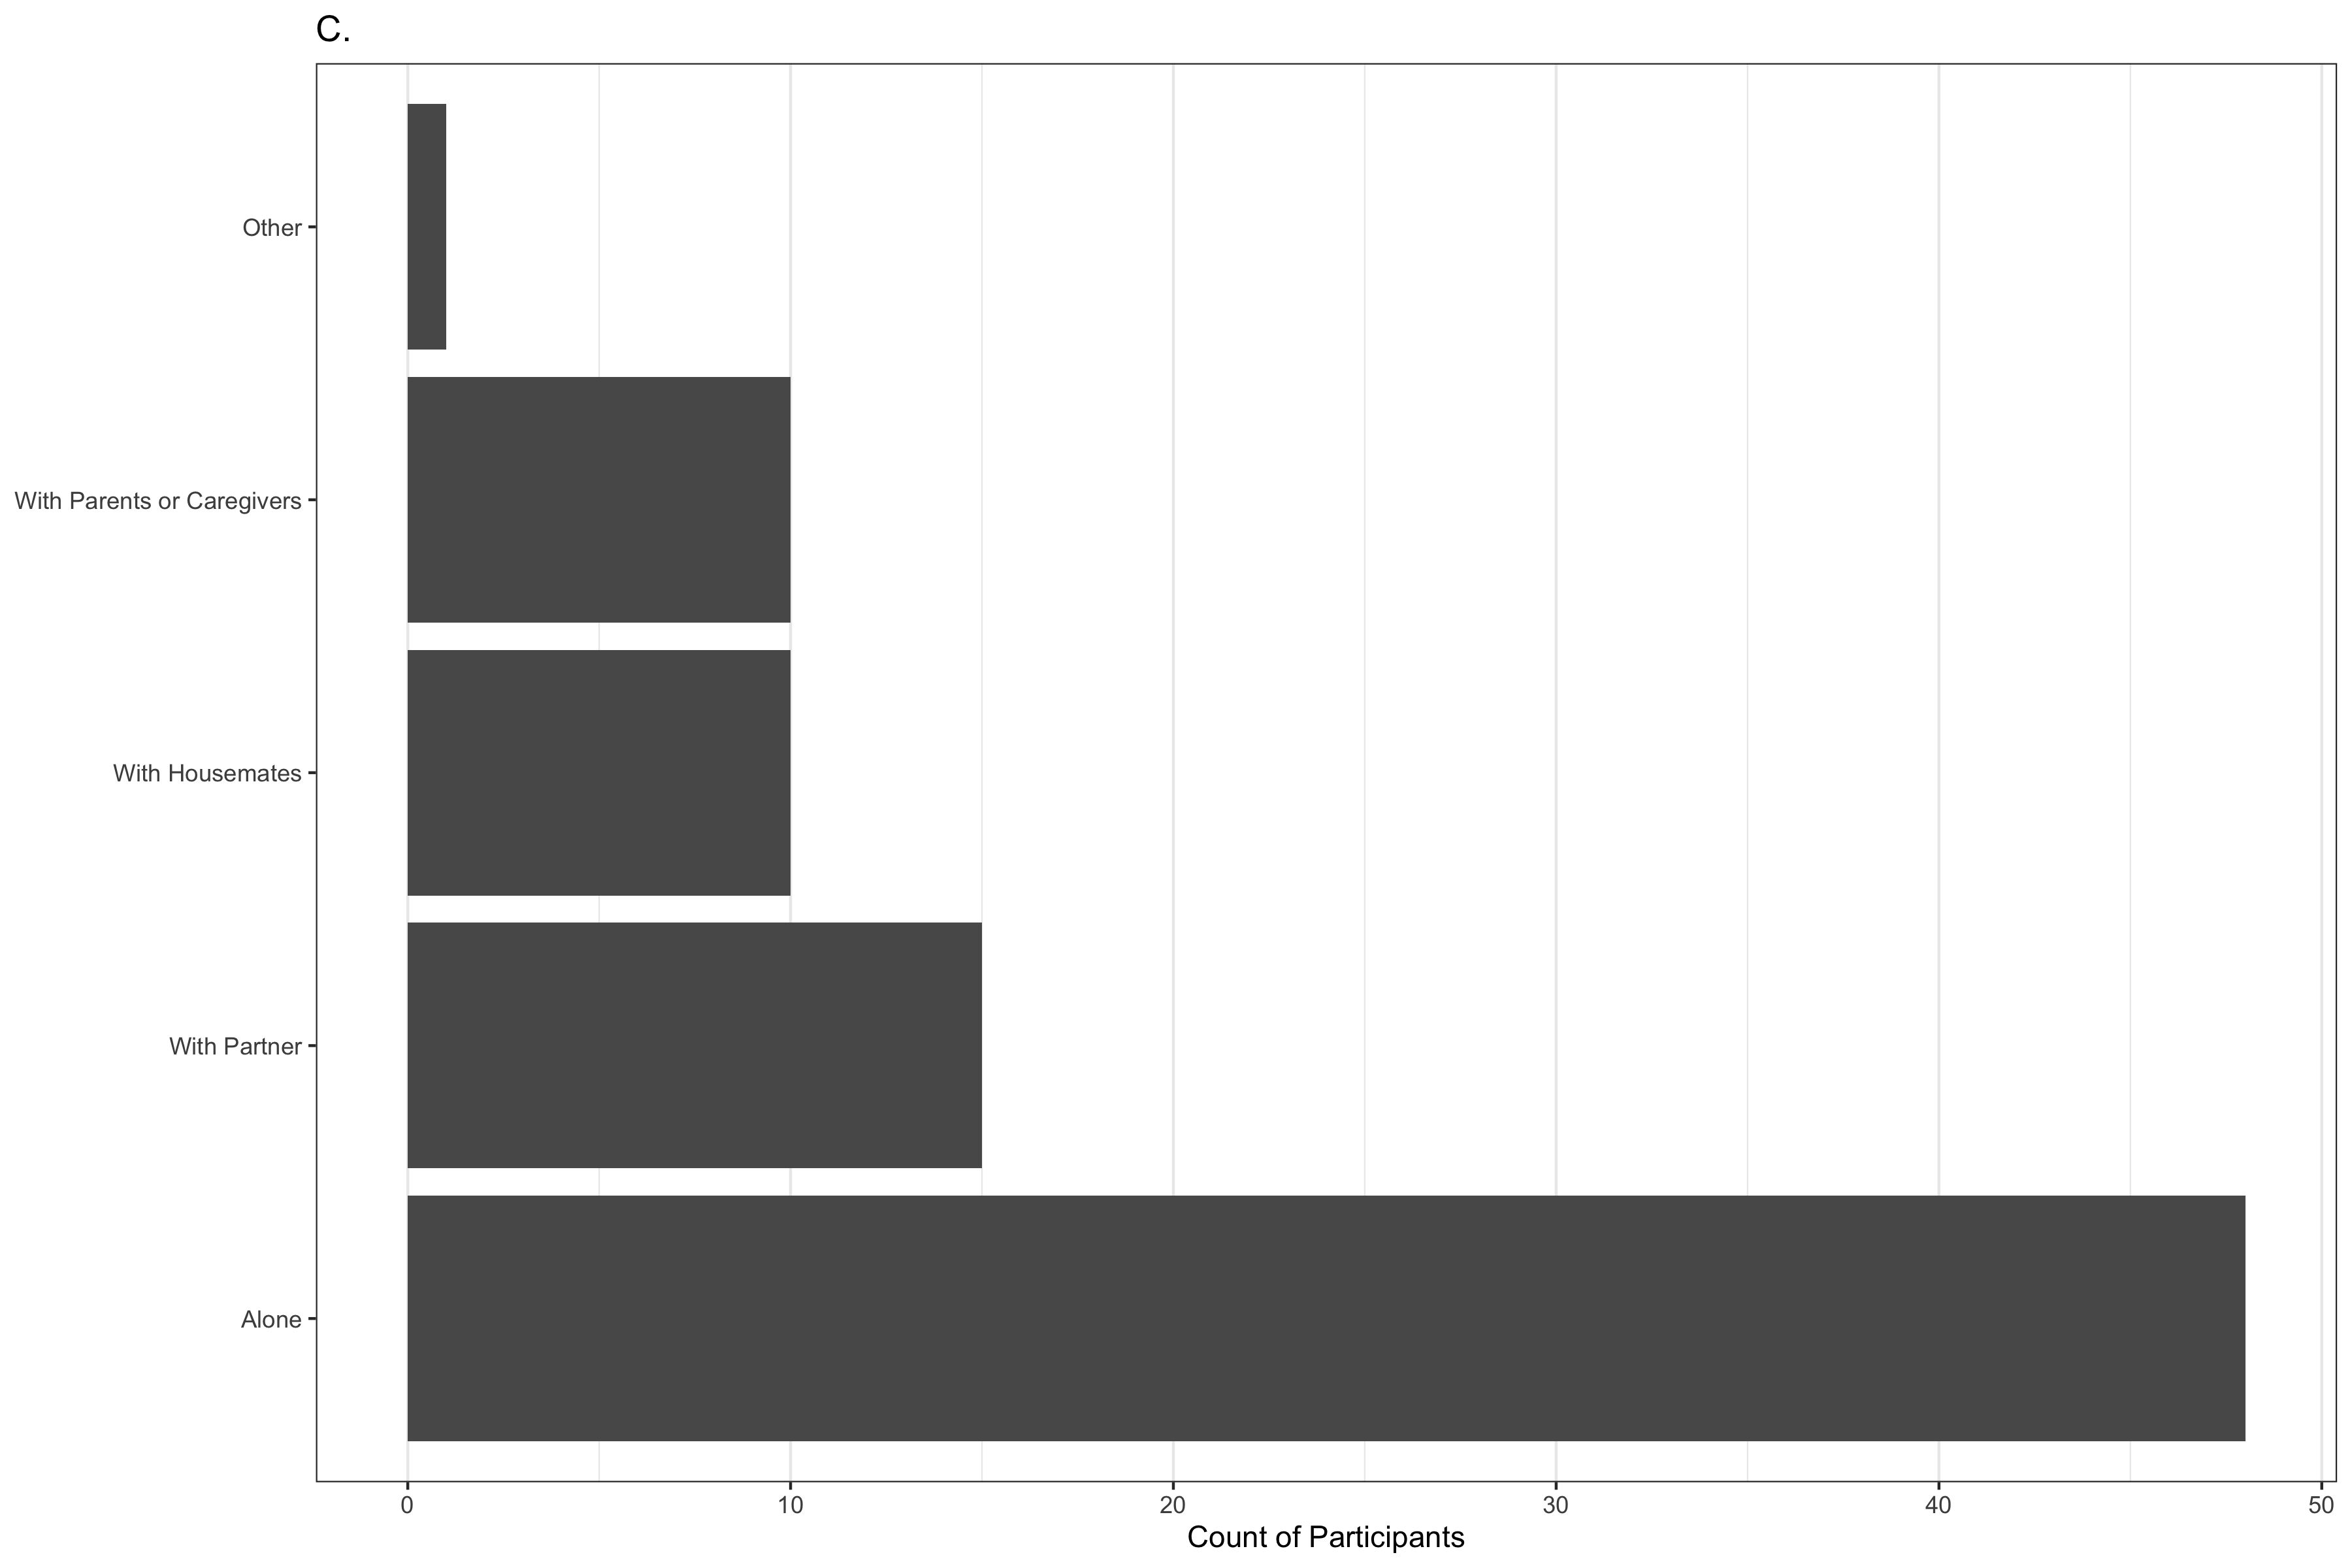 C.
Other
With Parents or Caregivers
With Housemates
With Partner
Alone
0 10 20 30 40 50
Count of Participants